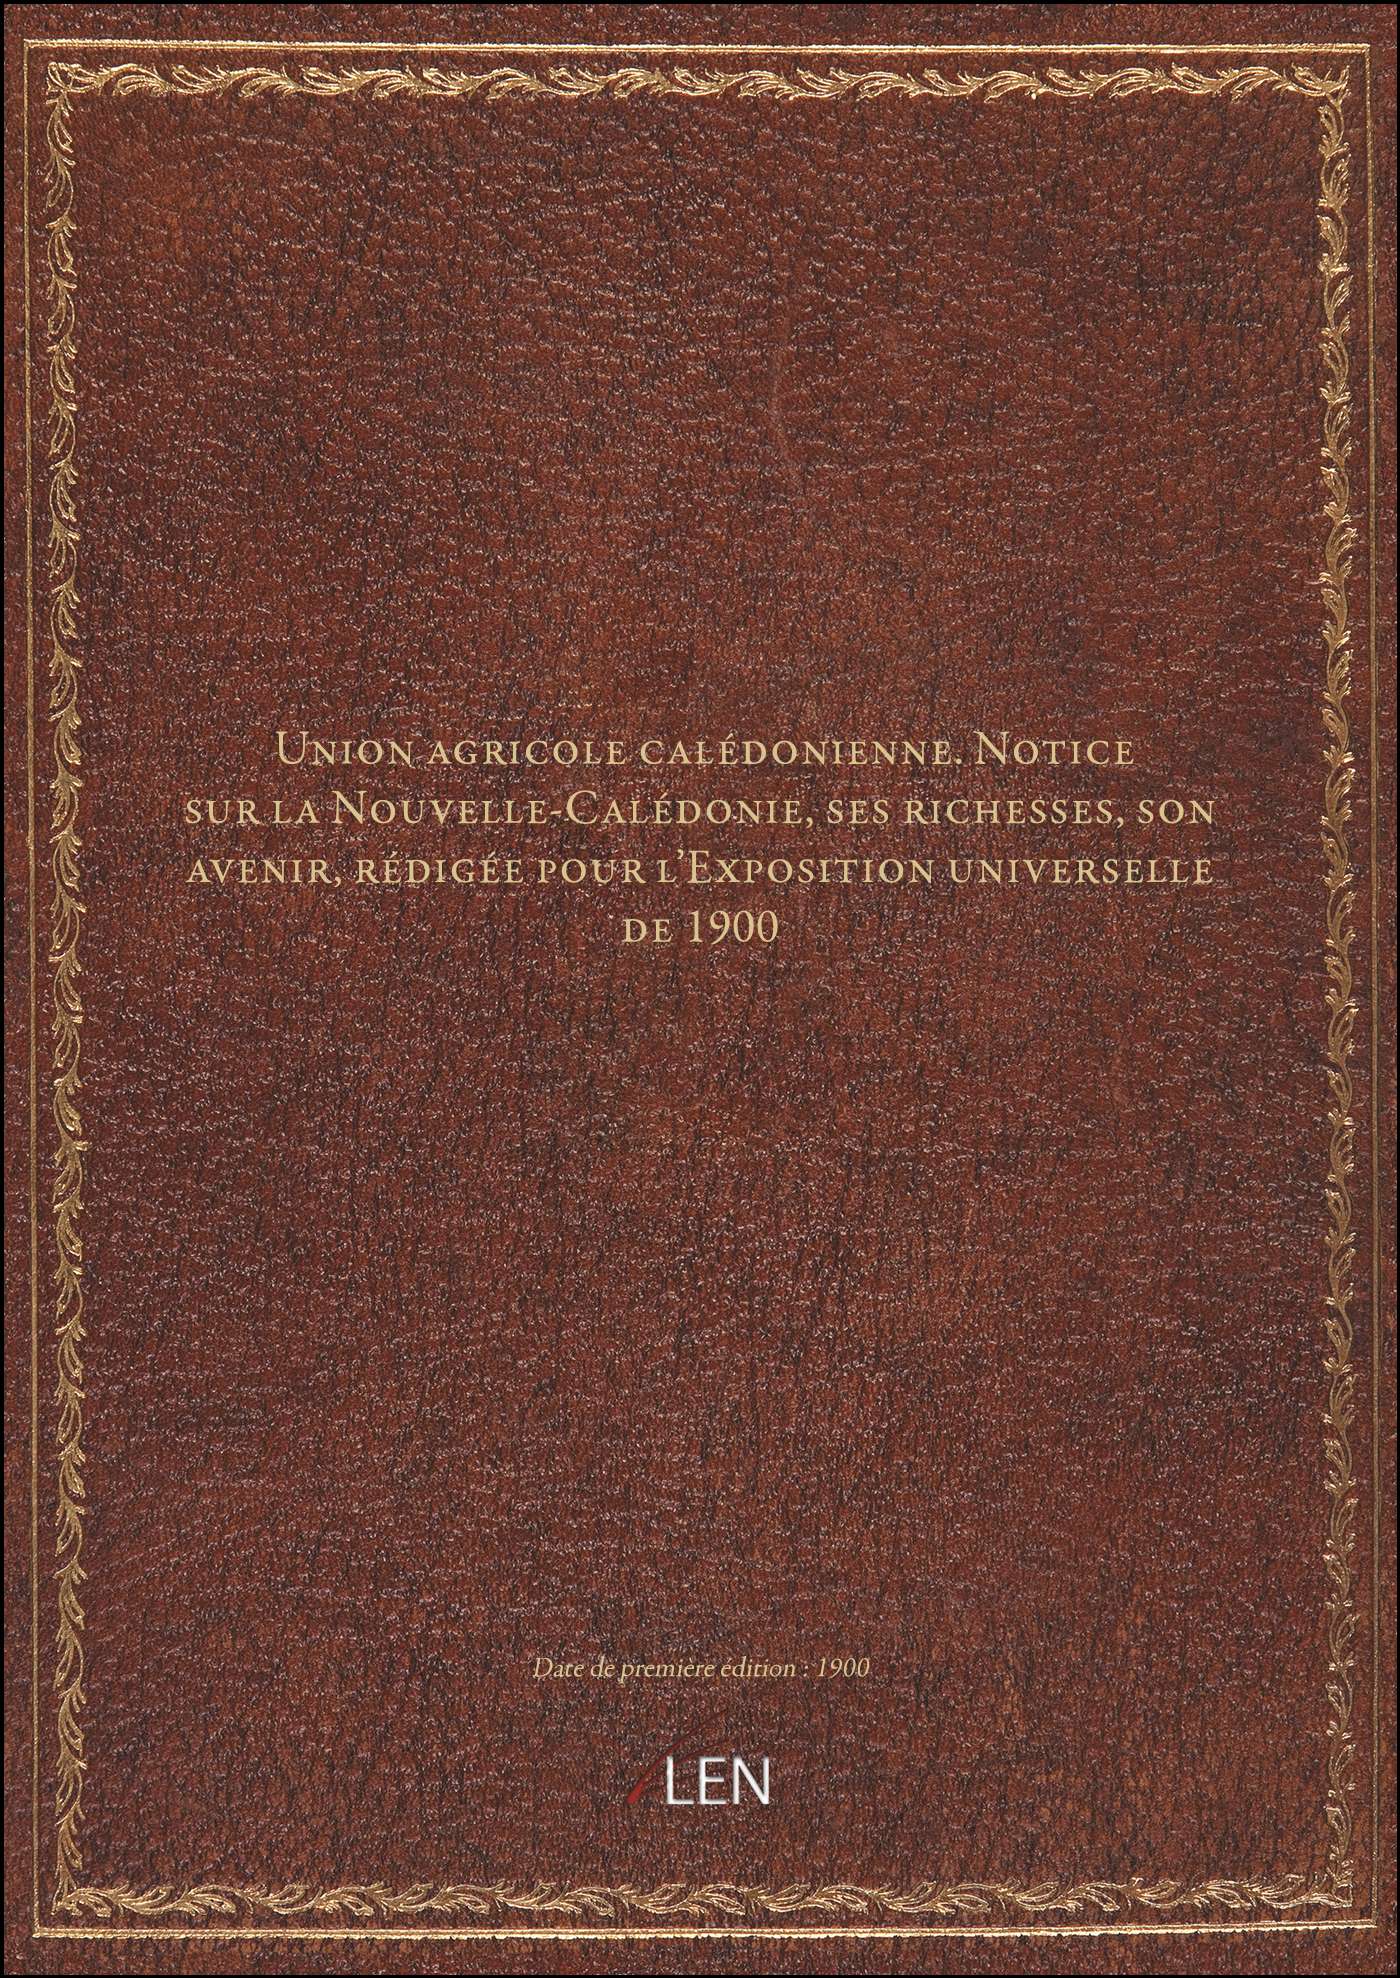 Union agricole calédonienne. Notice
sur la Nouvelle-Calédonie, ses richesses, son
avenir, rédigée pour l'Exposition universelle
de 1900
Date de première édition : 1900
LEN